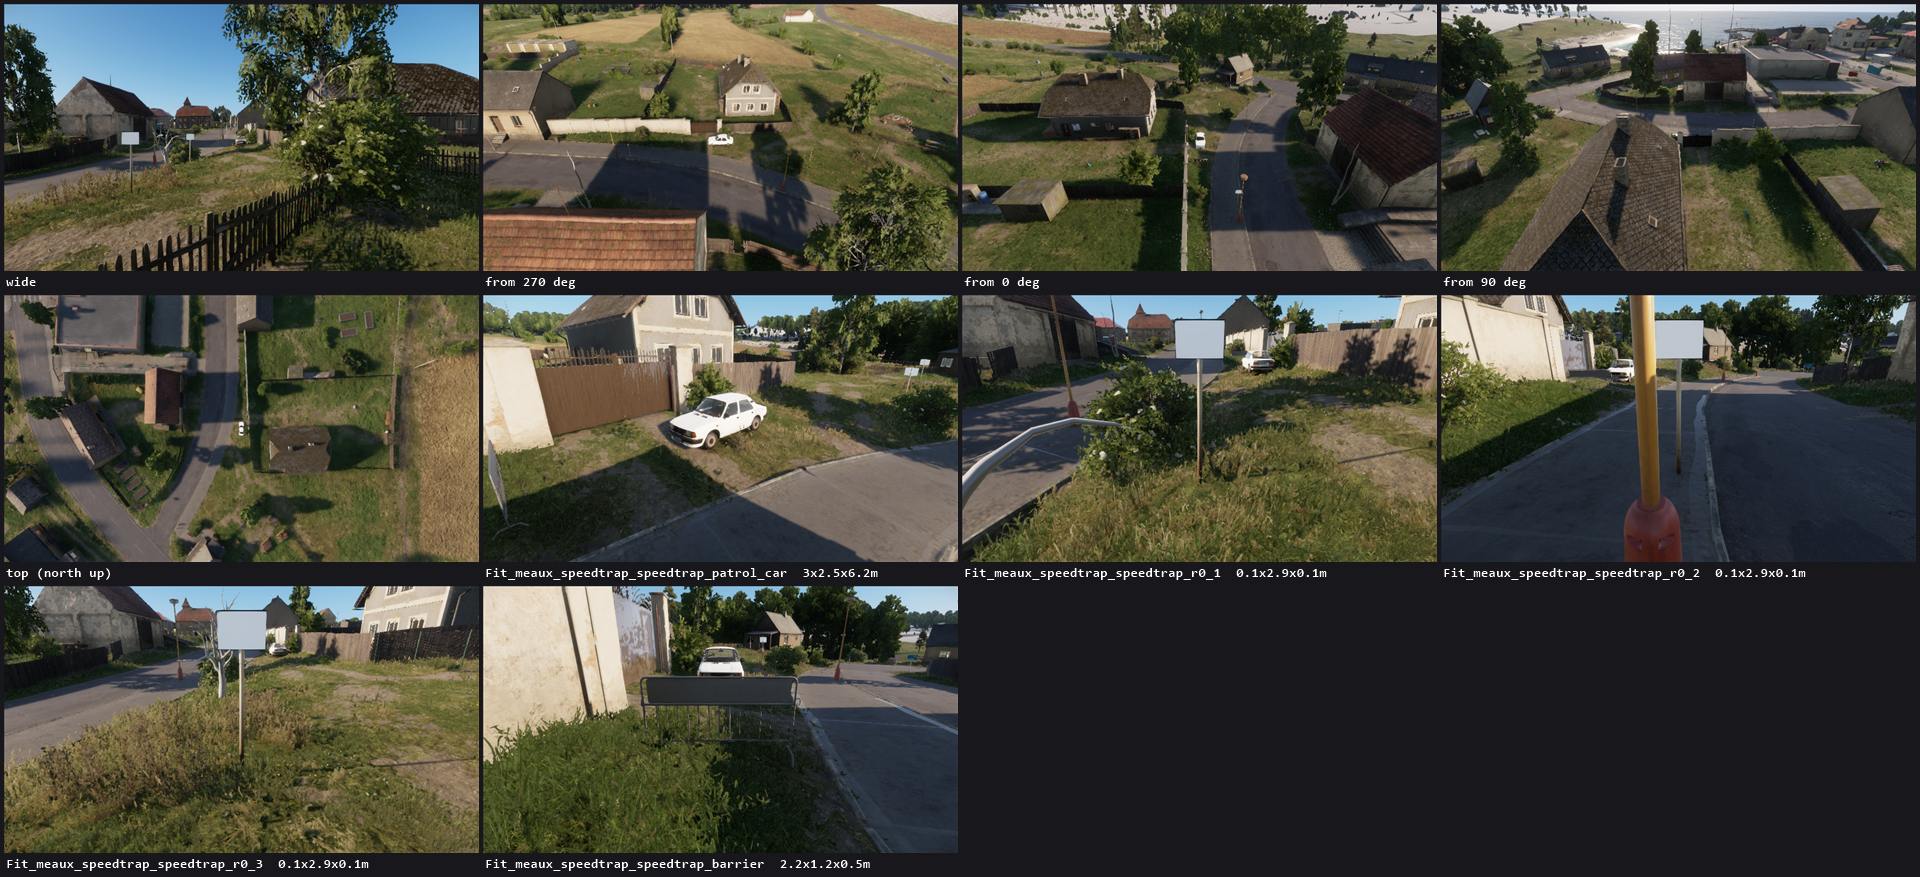 wide
from 270 deg
from 0 deg
from 90 deg
top (north up)
Fit_meaux_speedtrap_speedtrap_patrol_car  3x2.5x6.2m
Fit_meaux_speedtrap_speedtrap_r0_1  0.1x2.9x0.1m
Fit_meaux_speedtrap_speedtrap_r0_2  0.1x2.9x0.1m
Fit_meaux_speedtrap_speedtrap_r0_3  0.1x2.9x0.1m
Fit_meaux_speedtrap_speedtrap_barrier  2.2x1.2x0.5m